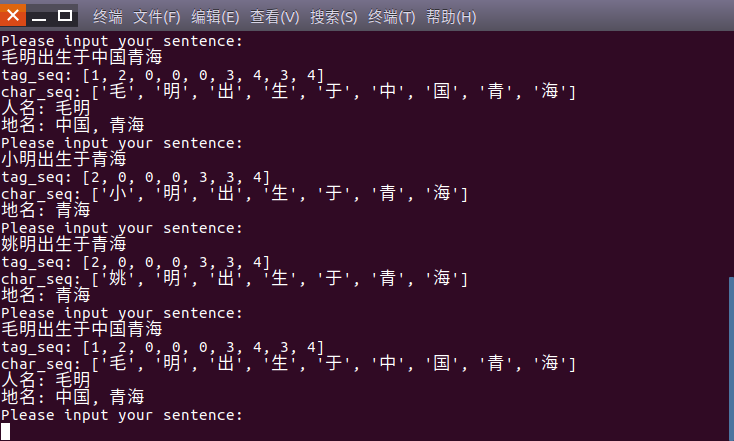 终端 文件(F) 编辑(E) 查看(V) 搜索(S) 终端(T) 帮助(H)
Please input your sentence:
毛明出生于中国青海
tag_seq: [1, 2, 0, 0, 0, 3, 4, 3, 4]
char_seq: ['毛', '明', '出', '生', '于', '中', '国', '青', '海']
人名: 毛明
地名: 中国, 青海
Please input your sentence:
小明出生于青海
tag_seq: [2, 0, 0, 0, 3, 3, 4]
char_seq: ['小', '明', '出', '生', '于', '青', '海']
地名: 青海
Please input your sentence:
姚明出生于青海
tag_seq: [2, 0, 0, 0, 3, 3, 4]
char_seq: ['姚', '明', '出', '生', '于', '青', '海']
地名: 青海
Please input your sentence:
毛明出生于中国青海
tag_seq: [1, 2, 0, 0, 0, 3, 4, 3, 4]
char_seq: ['毛', '明', '出', '生', '于', '中', '国', '青', '海']
人名: 毛明
地名: 中国, 青海
Please input your sentence: